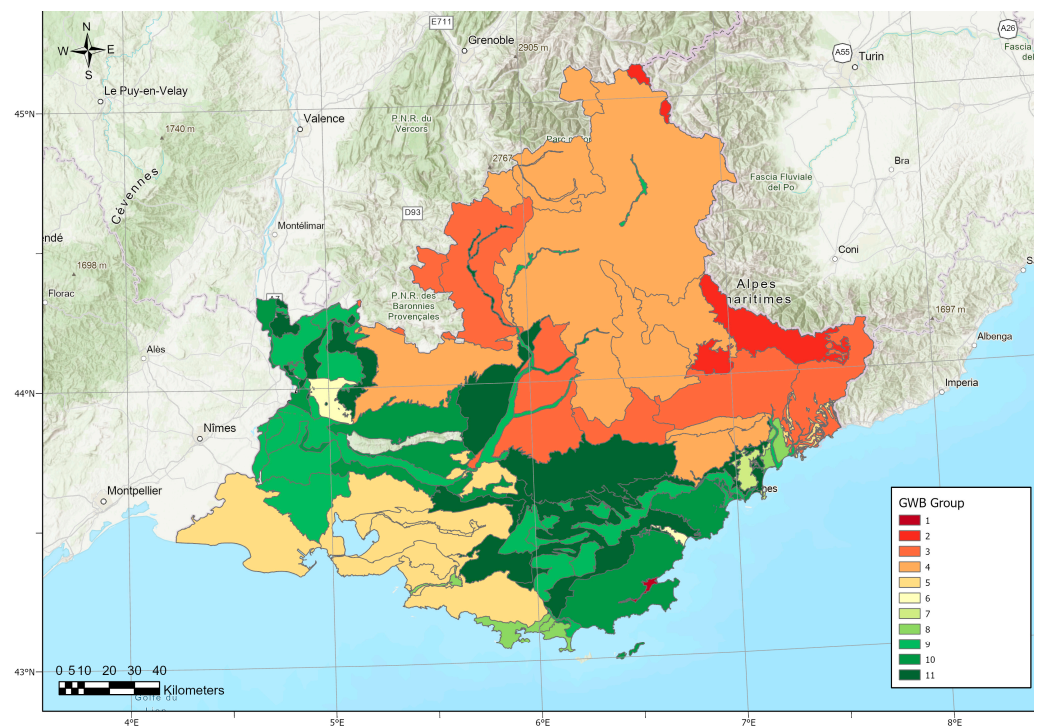 N
W E
S
E711
Grenoble
2905 m
A26
A55
Turin
Fascia
del
Le Puy-en-Velay
45°N
Valence
P.N.R. du
Vercors
1740 m
Parc
Bra
2767
Cévennes
Fascia Fluviale
del Po
D93
Montélimar
Coni
1698 m
P.N.R. des
Baronnies
Provençales
Alpes
maritimes
Florac
A7
1697 m
Albenga
Alès
Imperia
44°N
Nîmes
Montpellier
nes
GWB Group
1
2
3
4
5
6
7
8
9
10
11
43°N
0 5 10 20 30 40
Kilometers
4°E 5°E 6°E 7°E 8°E